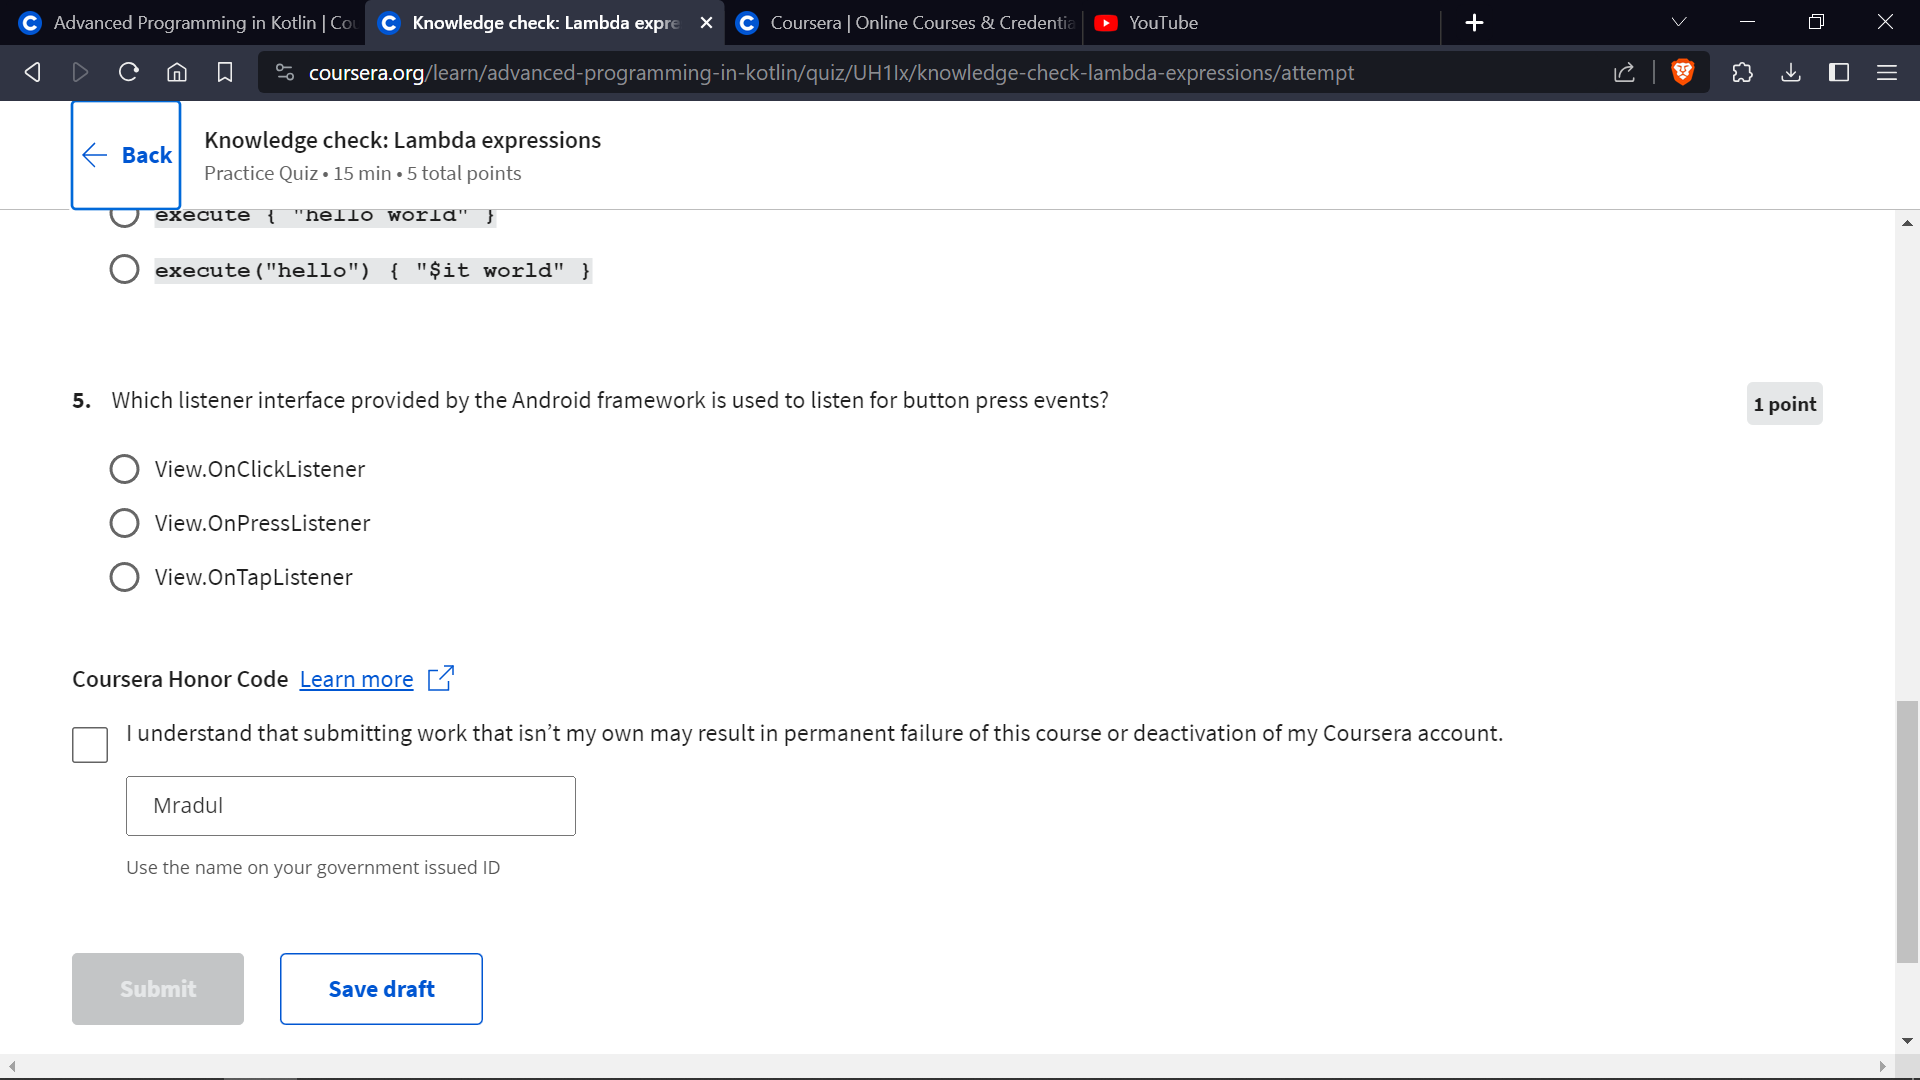 Advanced Programming in Kotlin | Cou
Knowledge check: Lambda expre
Coursera | Online Courses & Credentia
YouTube
coursera.org/learn/advanced-programming-in-kotlin/quiz/UH1Ix/knowledge-check-lambda-expressions/attempt
Back
Knowledge check: Lambda expressions
Practice Quiz • 15 min • 5 total points
execute { "hello world" }
execute("hello") { "$it world" }
5. Which listener interface provided by the Android framework is used to listen for button press events?
1 point
View.OnClickListener
View.OnPressListener
View.OnTapListener
Coursera Honor Code Learn more
I understand that submitting work that isn’t my own may result in permanent failure of this course or deactivation of my Coursera account.
Mradul
Use the name on your government issued ID
Submit
Save draft